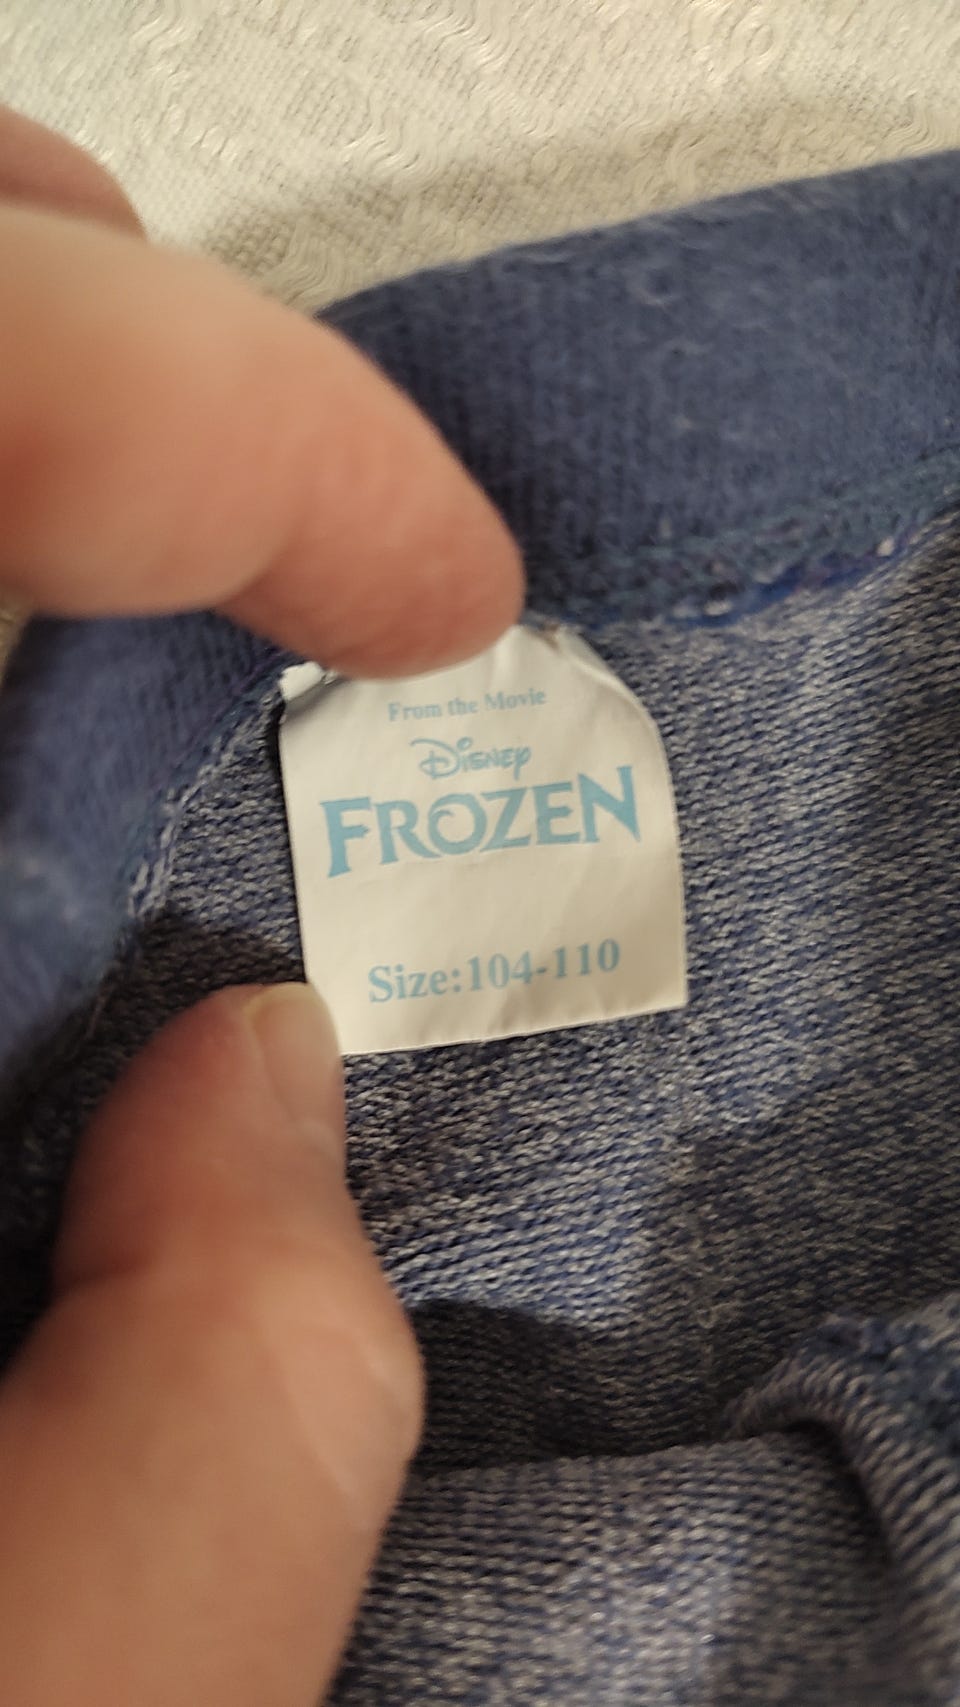 From the Movie
Disney
FROZEN
Size:104-110